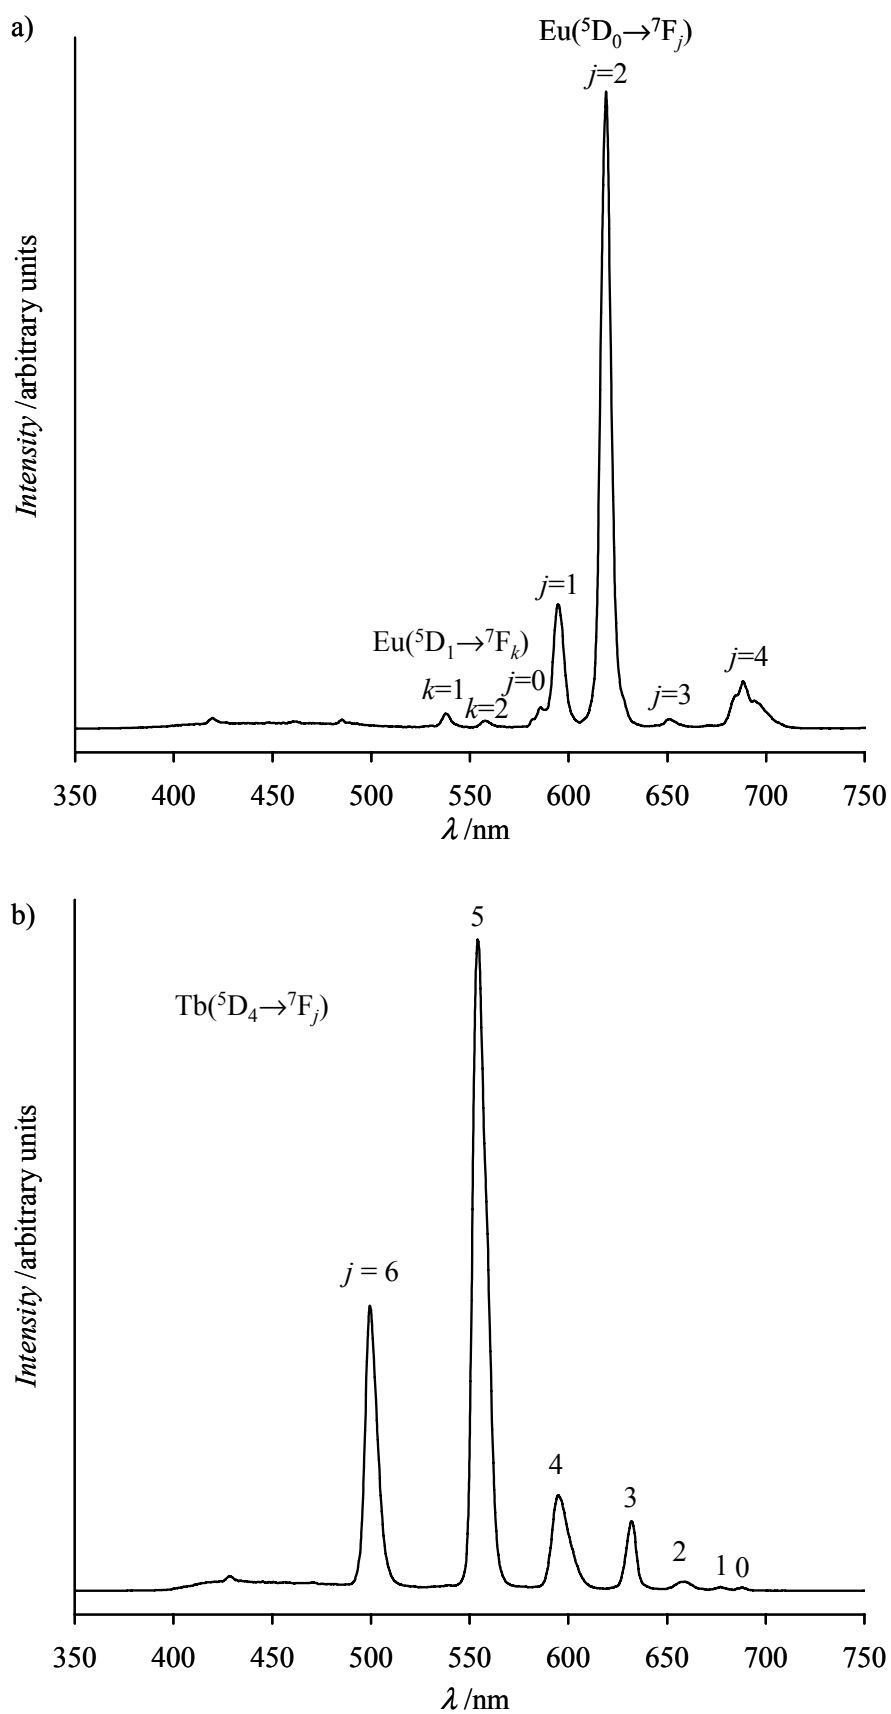 a)
Eu(⁵D₀→⁷Fⱼ)
j=2
j=1
Eu(⁵D₁→⁷Fₖ)
j=0
j=4
k=1
k=2
j=3
Intensity /arbitrary units
350 400 450 500 550 600 650 700 750
λ /nm
b)
5
Tb(⁵D₄→⁷Fⱼ)
j = 6
4
3
2
1 0
Intensity /arbitrary units
350 400 450 500 550 600 650 700 750
λ /nm